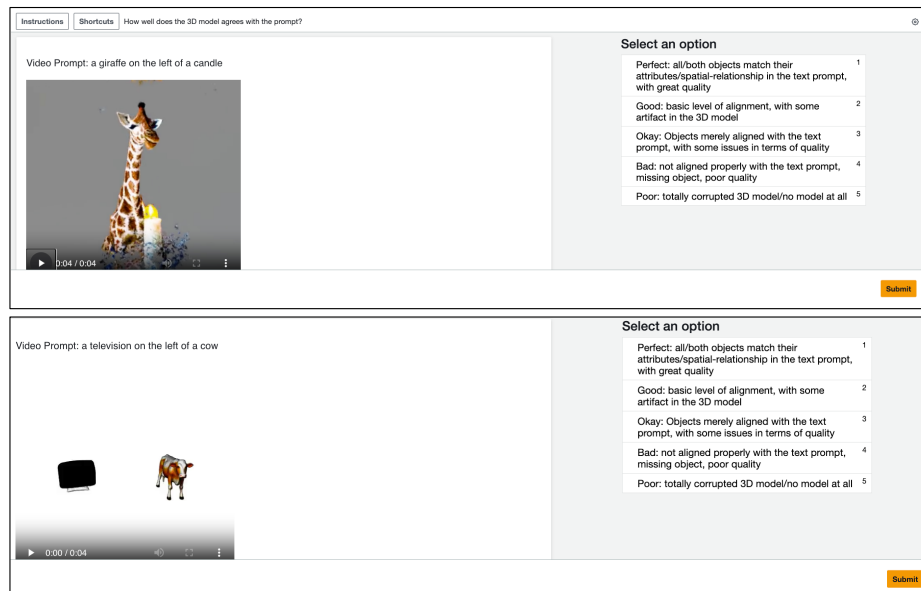 Instructions Shortcuts How well does the 3D model agrees with the prompt?
Video Prompt: a giraffe on the left of a candle
0:04 / 0:04
Select an option
Perfect: all/both objects match their 1
attributes/spatial-relationship in the text prompt,
with great quality
Good: basic level of alignment, with some 2
artifact in the 3D model
Okay: Objects merely aligned with the text 3
prompt, with some issues in terms of quality
Bad: not aligned properly with the text prompt, 4
missing object, poor quality
Poor: totally corrupted 3D model/no model at all 5
Submit
Video Prompt: a television on the left of a cow
0:00 / 0:04
Select an option
Perfect: all/both objects match their 1
attributes/spatial-relationship in the text prompt,
with great quality
Good: basic level of alignment, with some 2
artifact in the 3D model
Okay: Objects merely aligned with the text 3
prompt, with some issues in terms of quality
Bad: not aligned properly with the text prompt, 4
missing object, poor quality
Poor: totally corrupted 3D model/no model at all 5
Submit